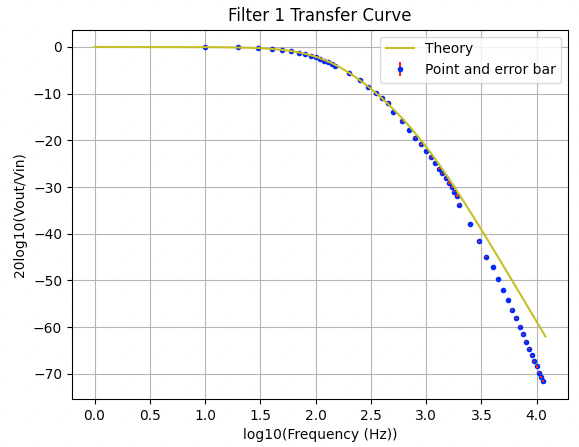 Filter 1 Transfer Curve
Theory
Point and error bar
20log10(Vout/Vin)
0
−10
−20
−30
−40
−50
−60
−70
0.0 0.5 1.0 1.5 2.0 2.5 3.0 3.5 4.0
log10(Frequency (Hz))